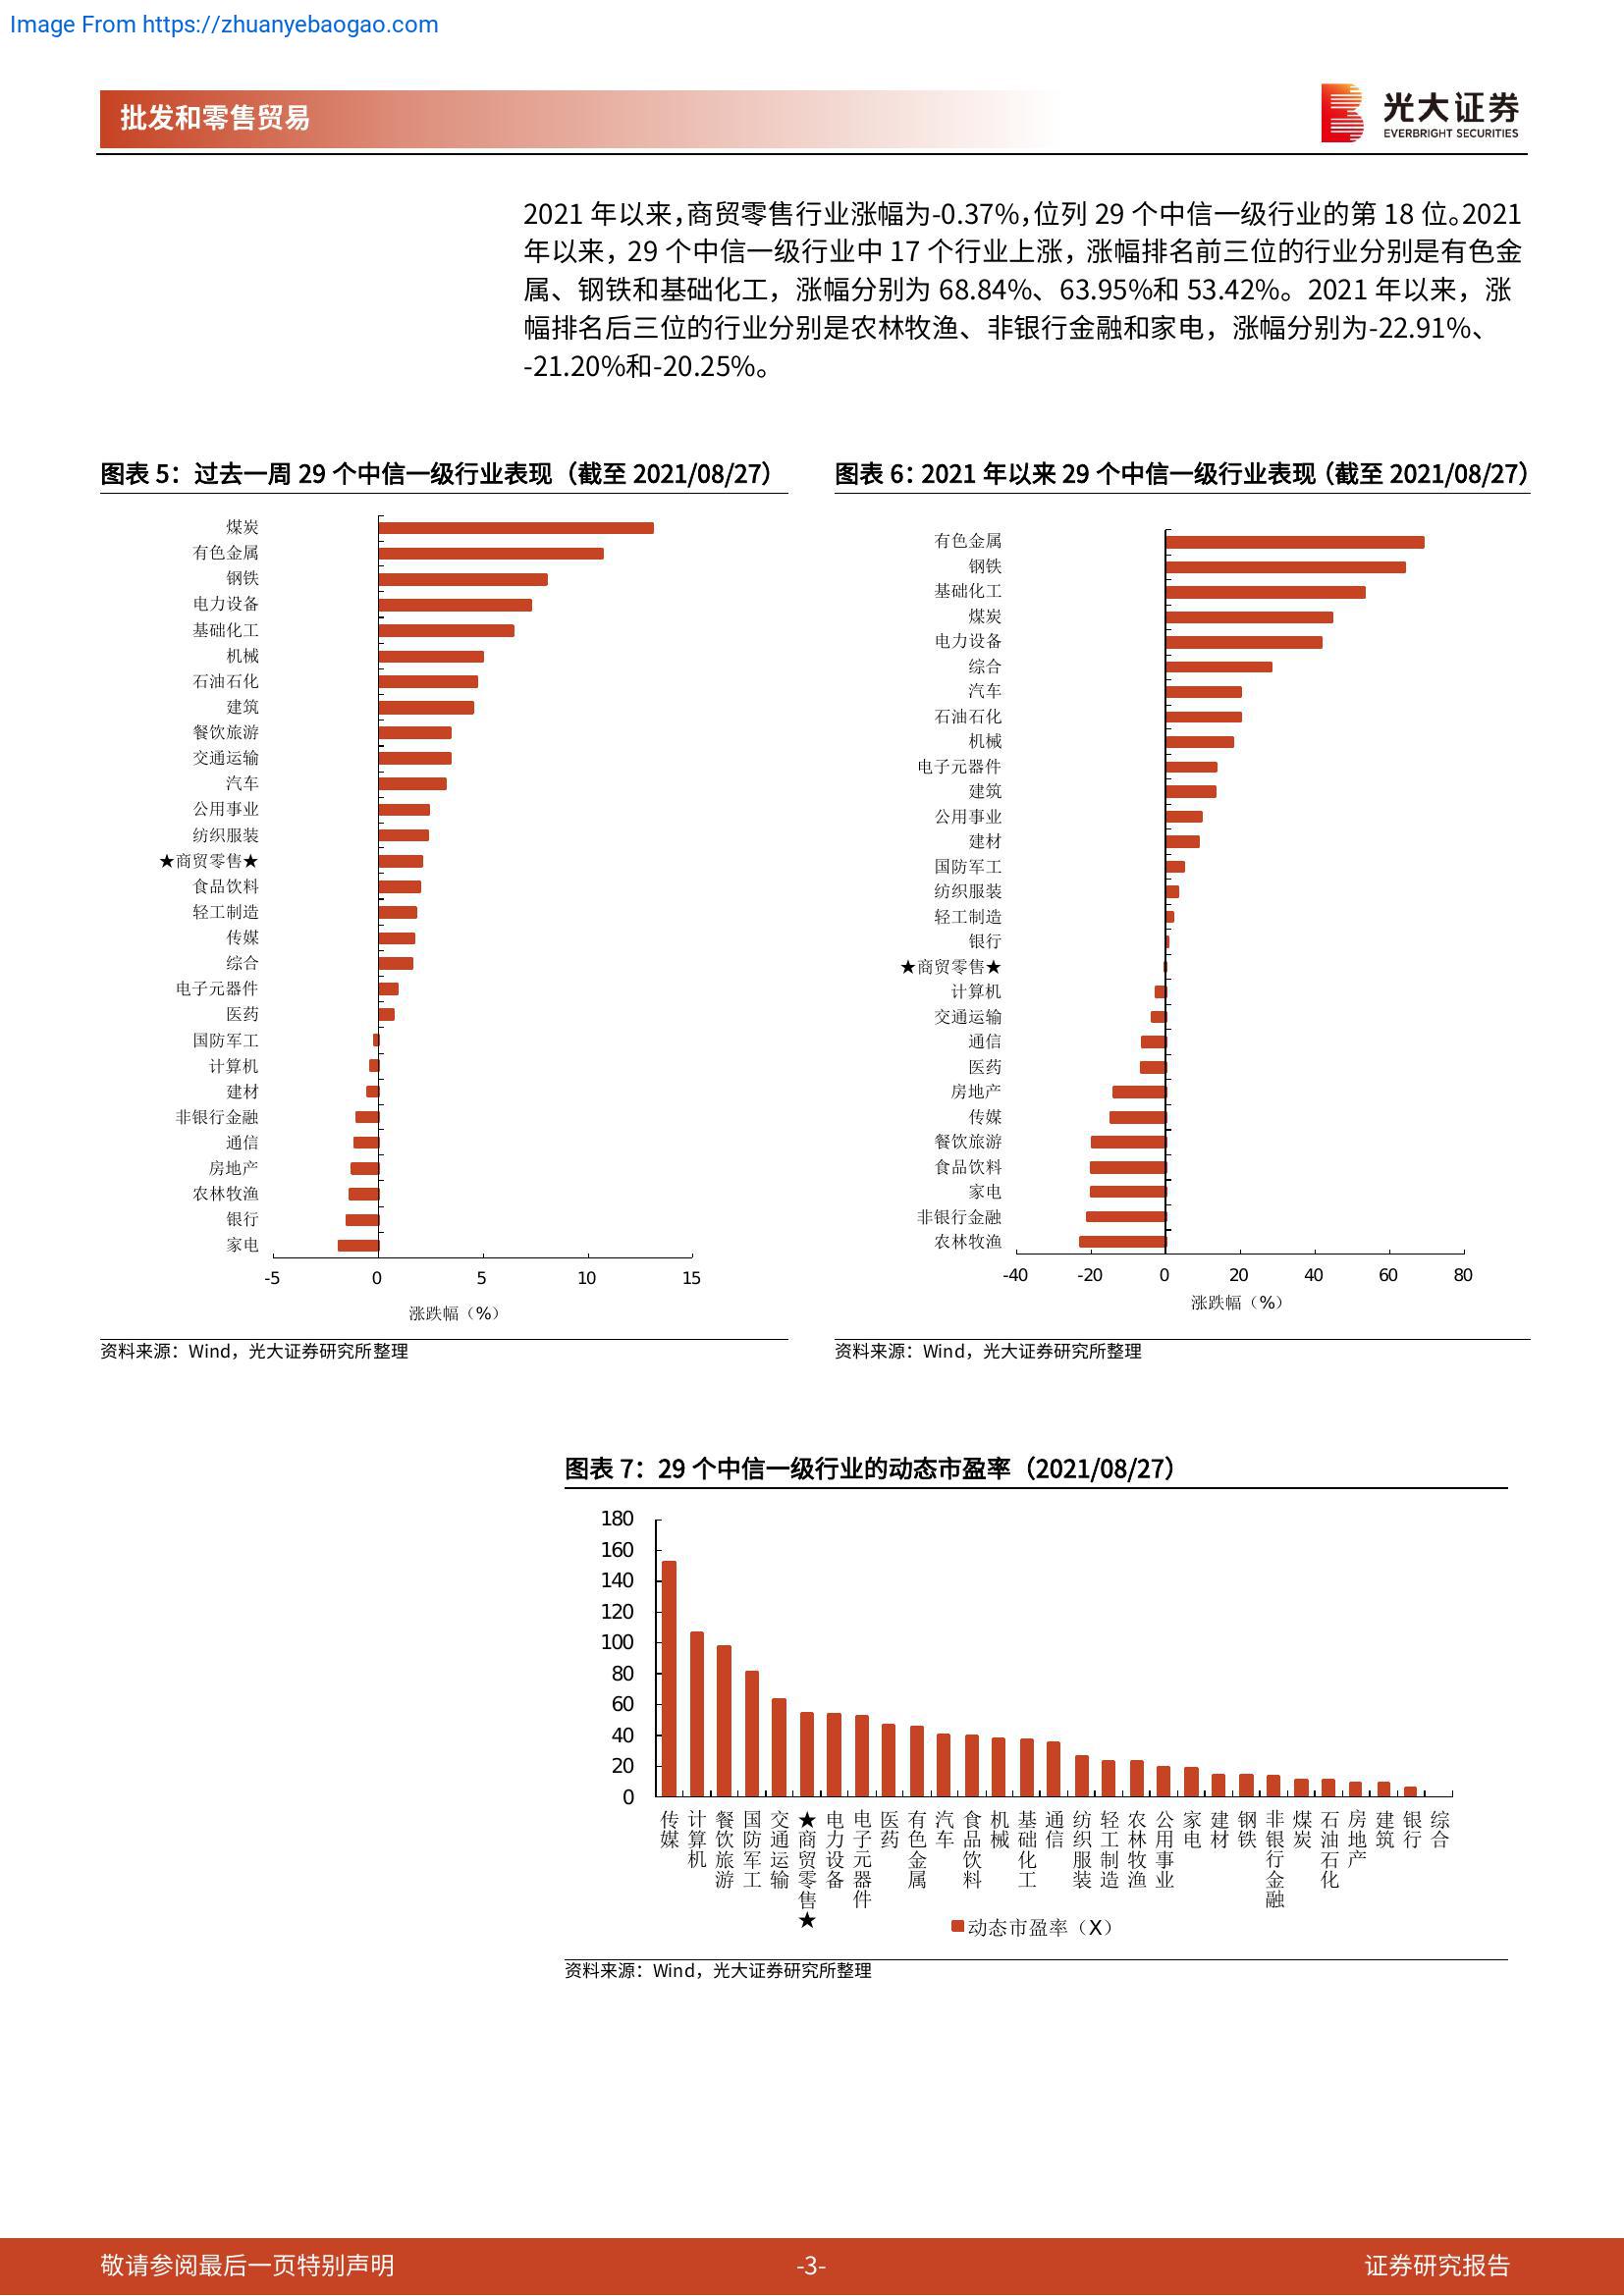 Image From https://zhuanyebaogao.com
批发和零售贸易
光大证券
EVERBRIGHT SECURITIES
2021 年以来，商贸零售行业涨幅为-0.37%，位列 29 个中信一级行业的第 18 位。2021
年以来，29 个中信一级行业中 17 个行业上涨，涨幅排名前三位的行业分别是有色金
属、钢铁和基础化工，涨幅分别为 68.84%、63.95%和 53.42%。2021 年以来，涨
幅排名后三位的行业分别是农林牧渔、非银行金融和家电，涨幅分别为-22.91%、
-21.20%和-20.25%。
图表 5：过去一周 29 个中信一级行业表现（截至 2021/08/27）
煤炭
有色金属
钢铁
电力设备
基础化工
机械
石油石化
建筑
餐饮旅游
交通运输
汽车
公用事业
纺织服装
★商贸零售★
食品饮料
轻工制造
传媒
综合
电子元器件
医药
国防军工
计算机
建材
非银行金融
通信
房地产
农林牧渔
银行
家电
-5 0 5 10 15
涨跌幅（%）
资料来源：Wind，光大证券研究所整理
图表 6：2021 年以来 29 个中信一级行业表现（截至 2021/08/27）
有色金属
钢铁
基础化工
煤炭
电力设备
综合
汽车
石油石化
机械
电子元器件
建筑
公用事业
建材
国防军工
纺织服装
轻工制造
银行
★商贸零售★
计算机
交通运输
通信
医药
房地产
传媒
餐饮旅游
食品饮料
家电
非银行金融
农林牧渔
-40 -20 0 20 40 60 80
涨跌幅（%）
资料来源：Wind，光大证券研究所整理
图表 7：29 个中信一级行业的动态市盈率（2021/08/27）
180
160
140
120
100
80
60
40
20
0
传媒
计算机
餐饮旅游
国防军工
交通运输
★商贸零售★
电力设备
电子元器件
医药
有色金属
汽车
食品饮料
机械
基础化工
通信
纺织服装
轻工制造
农林牧渔
公用事业
家电
建材
钢铁
非银行金融
煤炭
石油石化
房地产
建筑
银行
综合
动态市盈率（X）
资料来源：Wind，光大证券研究所整理
敬请参阅最后一页特别声明
-3-
证券研究报告